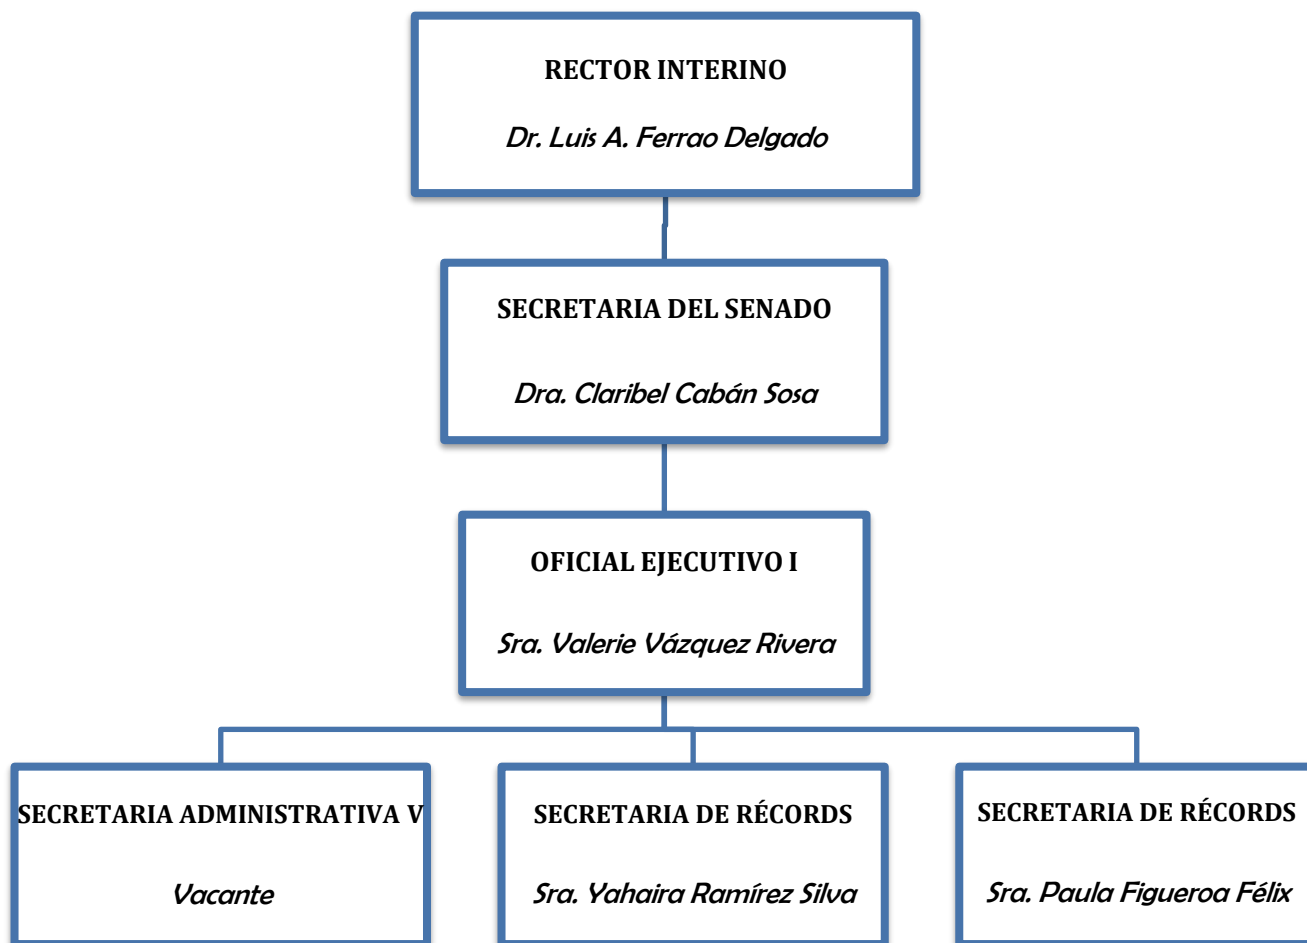 RECTOR INTERINO
Dr. Luis A. Ferrao Delgado
SECRETARIA DEL SENADO
Dra. Claribel Cabán Sosa
OFICIAL EJECUTIVO I
Sra. Valerie Vázquez Rivera
SECRETARIA ADMINISTRATIVA V
Vacante
SECRETARIA DE RÉCORDS
Sra. Yahaira Ramírez Silva
SECRETARIA DE RÉCORDS
Sra. Paula Figueroa Félix